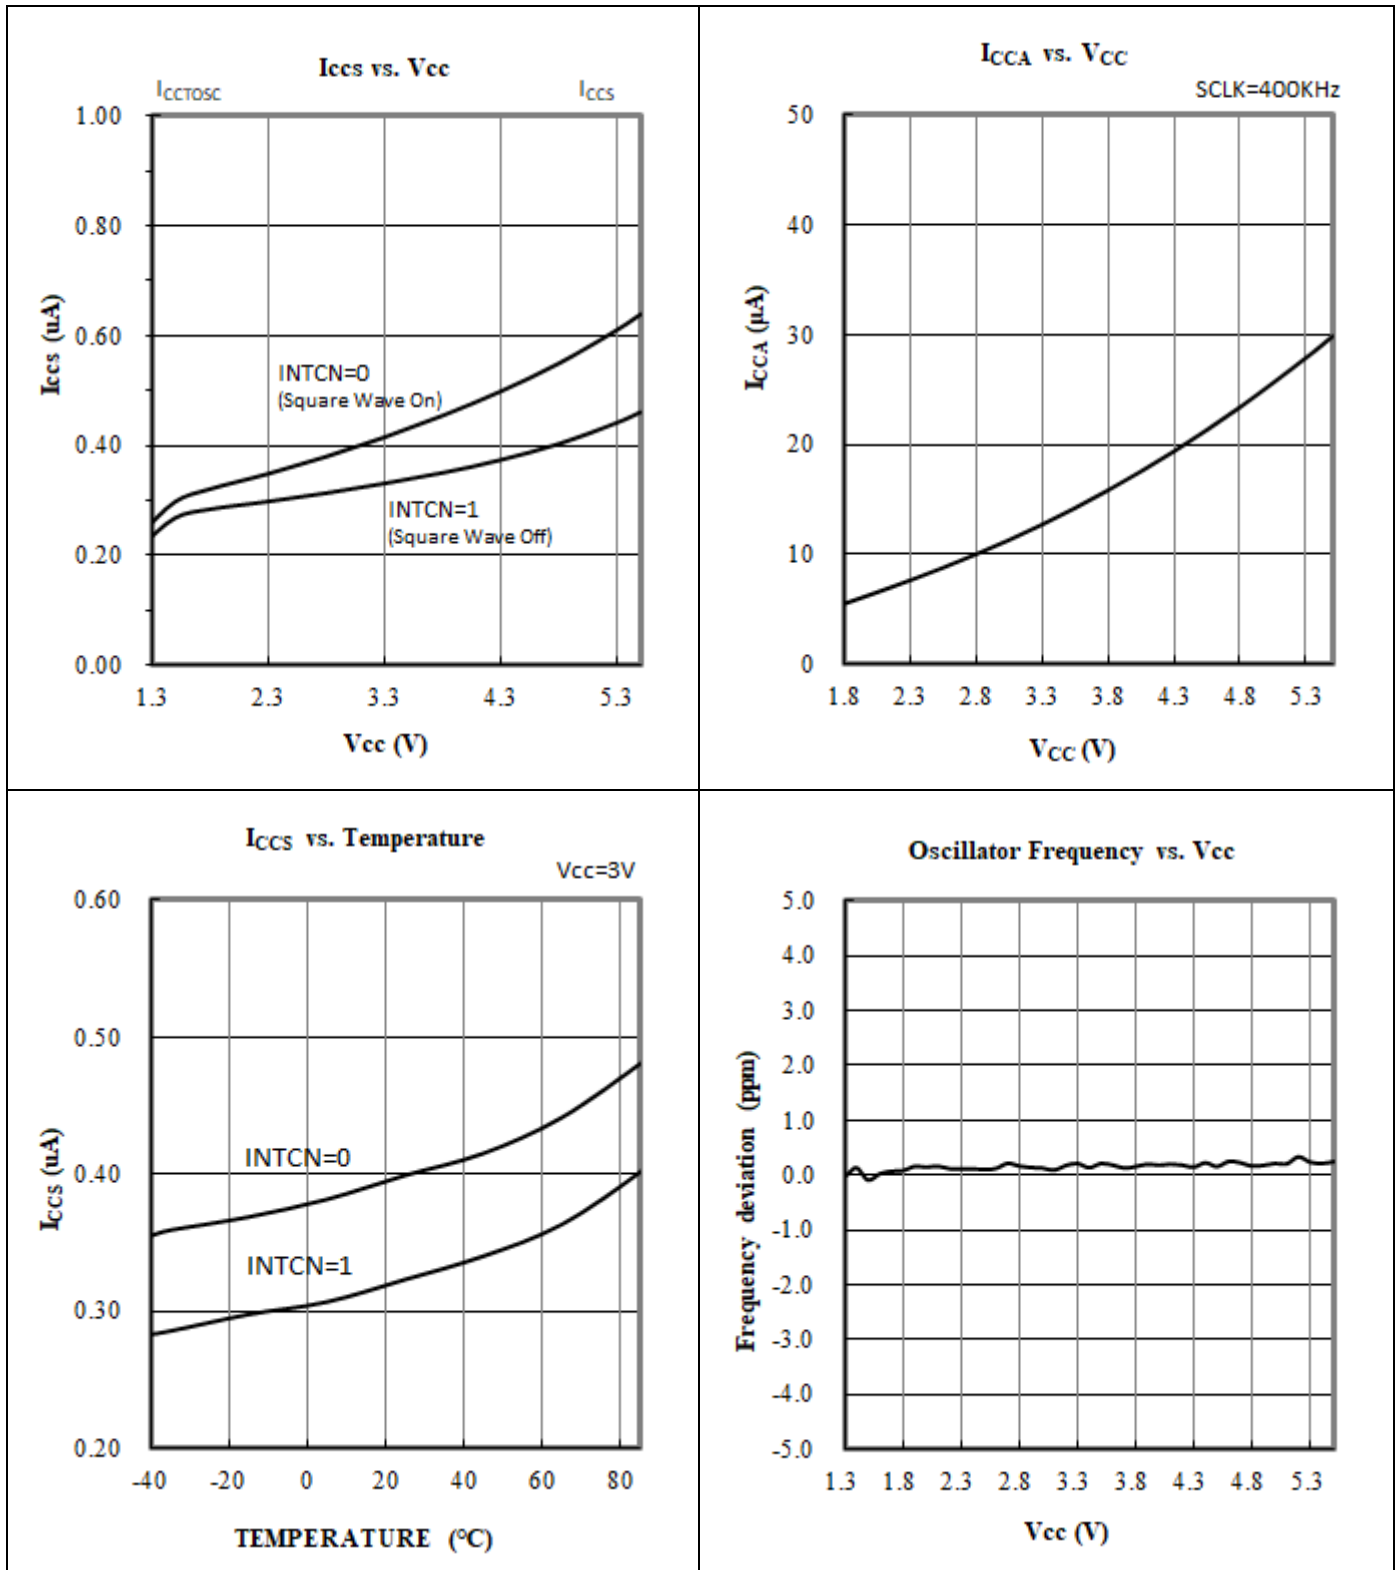 Iccs vs. Vcc
ICCTOSC
ICCS
1.00
0.80
0.60
0.40
0.20
0.00
Iccs (uA)
INTCN=0
(Square Wave On)
INTCN=1
(Square Wave Off)
1.3 2.3 3.3 4.3 5.3
Vcc (V)
ICCA vs. VCC
SCLK=400KHz
50
40
30
20
10
0
ICCA (µA)
1.8 2.3 2.8 3.3 3.8 4.3 4.8 5.3
VCC (V)
ICCS vs. Temperature
Vcc=3V
0.60
0.50
0.40
0.30
0.20
ICCS (uA)
INTCN=0
INTCN=1
-40 -20 0 20 40 60 80
TEMPERATURE (°C)
Oscillator Frequency vs. Vcc
5.0
4.0
3.0
2.0
1.0
0.0
-1.0
-2.0
-3.0
-4.0
-5.0
Frequency deviation (ppm)
1.3 1.8 2.3 2.8 3.3 3.8 4.3 4.8 5.3
Vcc (V)